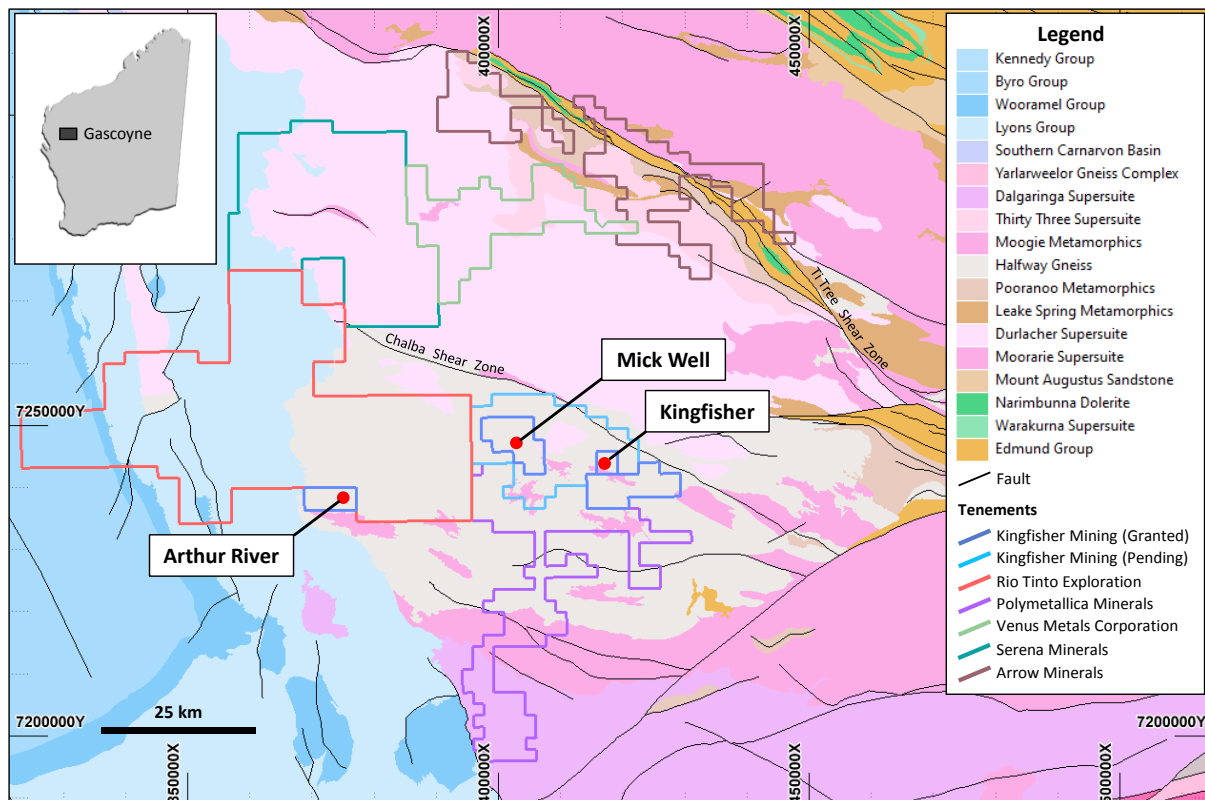 Gascoyne
400000X
450000X
Legend
Kennedy Group
Byro Group
Wooramel Group
Lyons Group
Southern Carnarvon Basin
Yarlarweelor Gneiss Complex
Dalgaringa Supersuite
Thirty Three Supersuite
Moogie Metamorphics
Halfway Gneiss
Pooranoo Metamorphics
Leake Spring Metamorphics
Durlacher Supersuite
Moorarie Supersuite
Mount Augustus Sandstone
Narimbunna Dolerite
Warakurna Supersuite
Edmund Group
Fault
Tenements
Kingfisher Mining (Granted)
Kingfisher Mining (Pending)
Rio Tinto Exploration
Polymetallica Minerals
Venus Metals Corporation
Serena Minerals
Arrow Minerals
Ti Tree Shear Zone
Chalba Shear Zone
Mick Well
Kingfisher
7250000Y
Arthur River
25 km
7200000Y
7200000Y
350000X
400000X
450000X